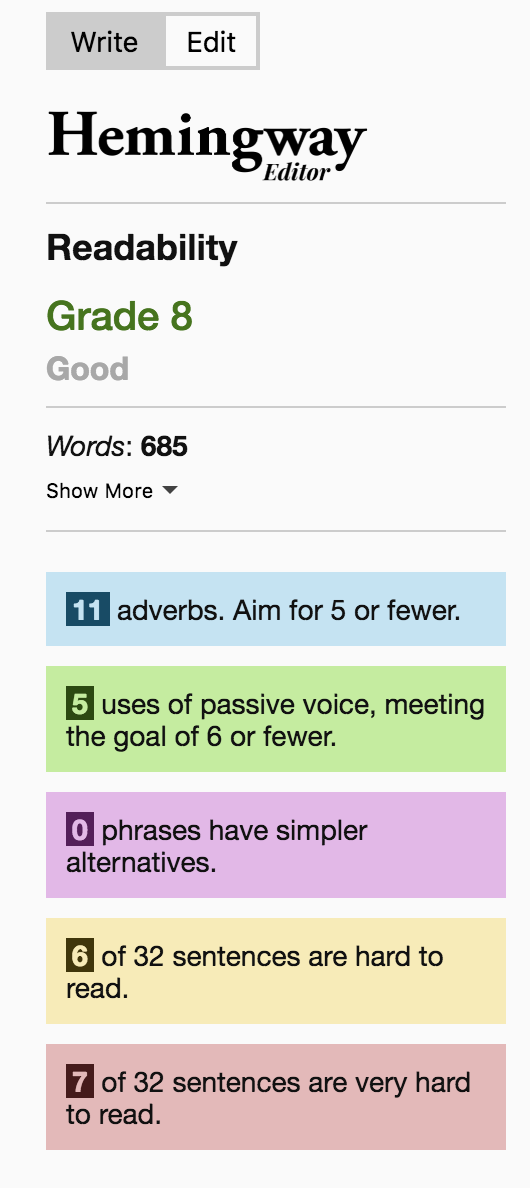 Write Edit
Hemingway
Editor
Readability
Grade 8
Good
Words: 685
Show More
11 adverbs. Aim for 5 or fewer.
5 uses of passive voice, meeting
the goal of 6 or fewer.
0 phrases have simpler
alternatives.
6 of 32 sentences are hard to
read.
7 of 32 sentences are very hard
to read.